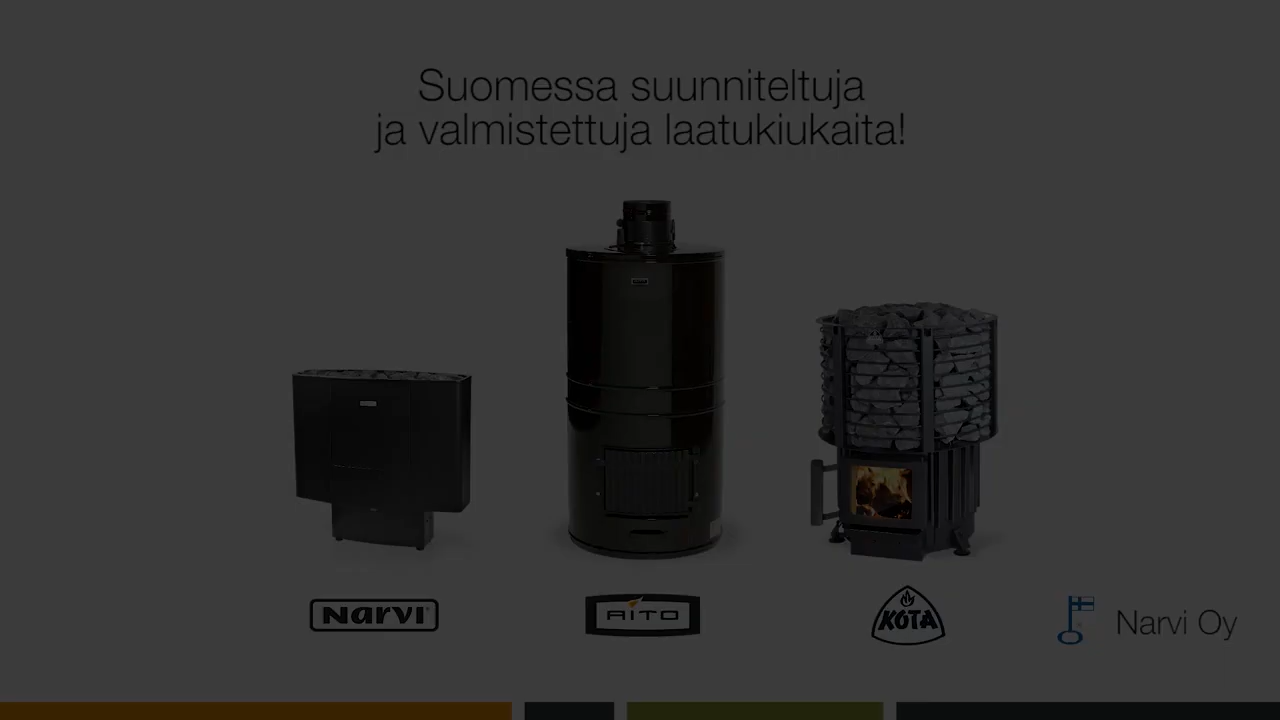 Suomessa suunniteltuja
ja valmistettuja laatukiukaita!
Narvi
AITO
KOTA
Narvi Oy